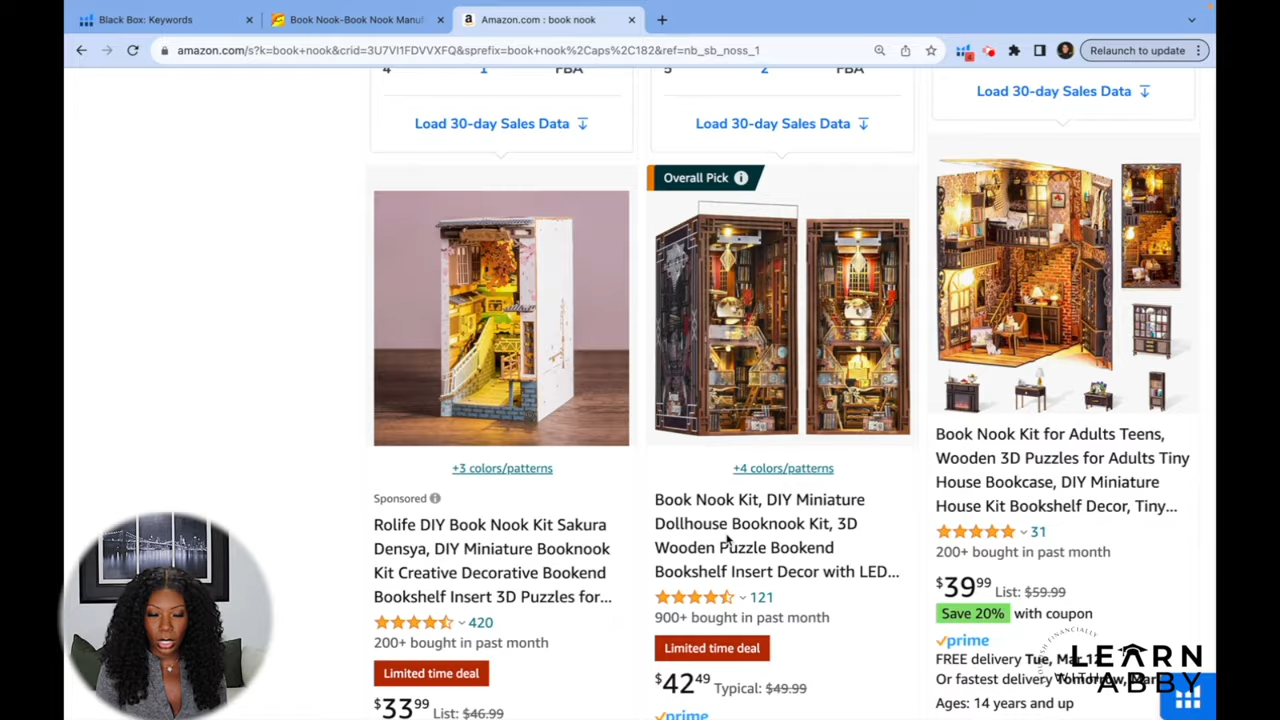 Black Box: Keywords
Book Nook-Book Nook Manuf
Amazon.com : book nook
amazon.com/s?k=book+nook&crid=3U7VI1FDVVXFQ&sprefix=book+nook%2Caps%2C182&ref=nb_sb_noss_1
Relaunch to update
4 1 FBA
5 2 FBA
Load 30-day Sales Data
Load 30-day Sales Data
Load 30-day Sales Data
Overall Pick
+3 colors/patterns
Sponsored
Rolife DIY Book Nook Kit Sakura
Densya, DIY Miniature Booknook
Kit Creative Decorative Bookend
Bookshelf Insert 3D Puzzles for...
420
200+ bought in past month
Limited time deal
$33 99 List: $46.99
+4 colors/patterns
Book Nook Kit, DIY Miniature
Dollhouse Booknook Kit, 3D
Wooden Puzzle Bookend
Bookshelf Insert Decor with LED...
121
900+ bought in past month
Limited time deal
$42 49 Typical: $49.99
prime
Book Nook Kit for Adults Teens,
Wooden 3D Puzzles for Adults Tiny
House Bookcase, DIY Miniature
House Kit Bookshelf Decor, Tiny...
31
200+ bought in past month
$39 99 List: $59.99
Save 20% with coupon
prime
FREE delivery Tue, Mar 12
Or fastest delivery Tomorrow, Mar
Ages: 14 years and up
FINANCIALLY
LEARN
WITH
ABBY